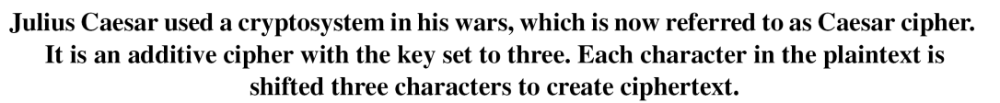 Julius Caesar used a cryptosystem in his wars, which is now referred to as Caesar cipher.
It is an additive cipher with the key set to three. Each character in the plaintext is
shifted three characters to create ciphertext.